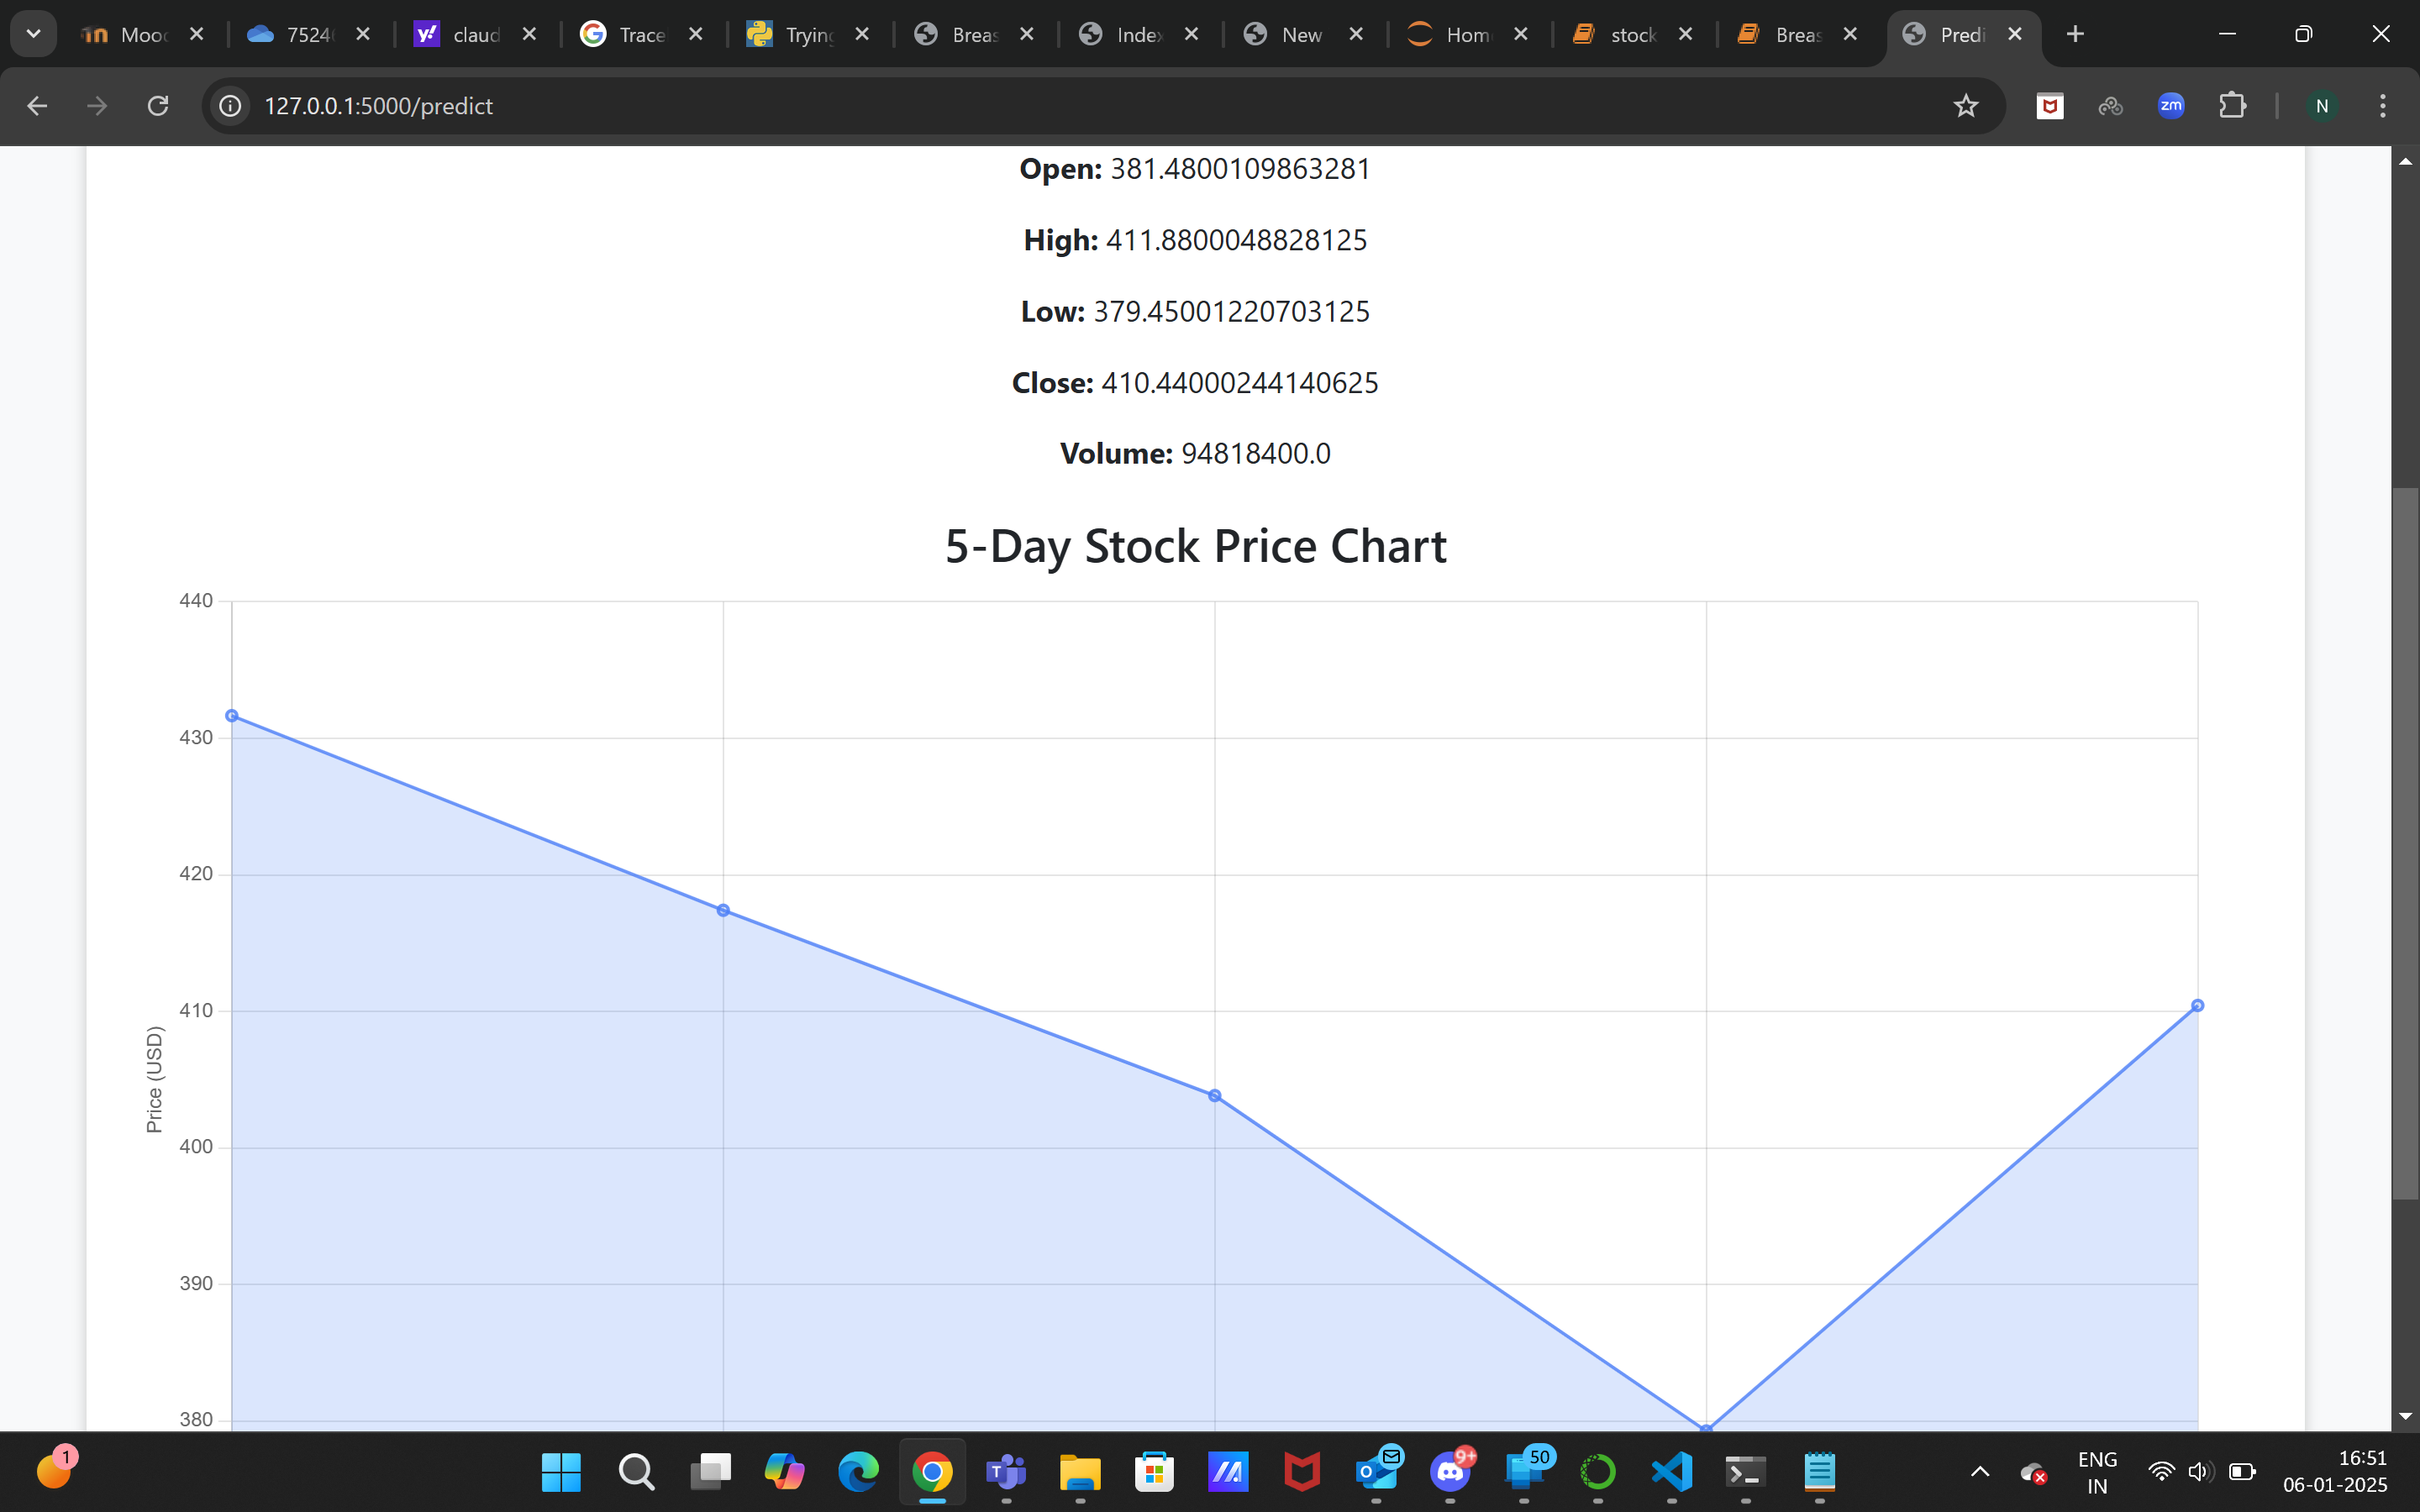 Mood
7524
claud
Trace
Trying
Breas
Index
New
Hom
stock
Breas
Predi
127.0.0.1:5000/predict
zm
N
Open: 381.4800109863281
High: 411.8800048828125
Low: 379.45001220703125
Close: 410.44000244140625
Volume: 94818400.0
5-Day Stock Price Chart
440
430
420
410
400
390
380
Price (USD)
1
9+
50
ENG
IN
16:51
06-01-2025